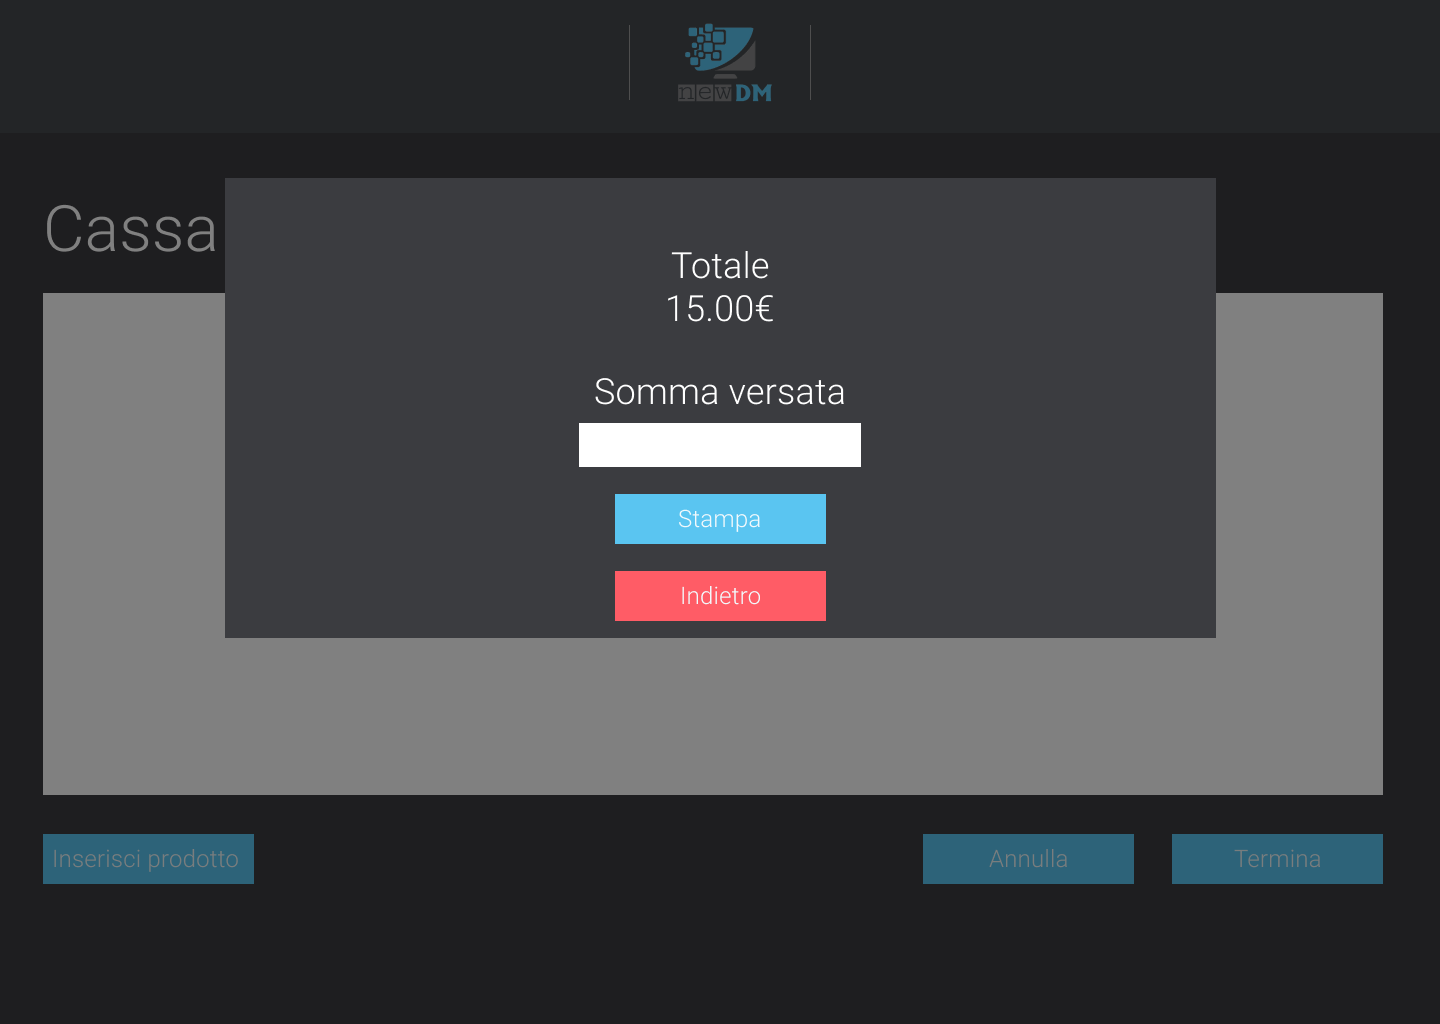 newDM
Cassa
Totale
15.00€
Somma versata
Stampa
Indietro
Inserisci prodotto
Annulla
Termina